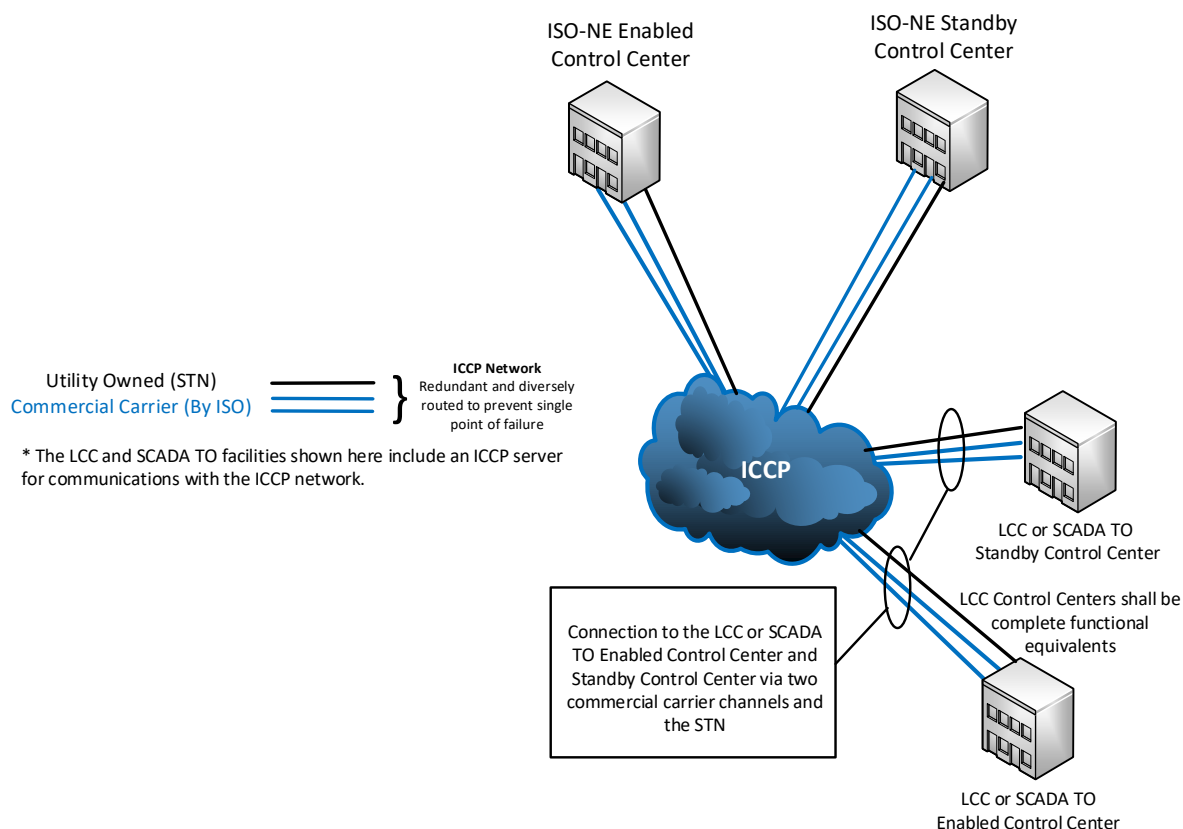 ISO-NE Enabled
Control Center
ISO-NE Standby
Control Center
Utility Owned (STN)
Commercial Carrier (By ISO)
}
ICCP Network
Redundant and diversely
routed to prevent single
point of failure
* The LCC and SCADA TO facilities shown here include an ICCP server
for communications with the ICCP network.
ICCP
LCC or SCADA TO
Standby Control Center
LCC Control Centers shall be
complete functional
equivalents
Connection to the LCC or SCADA
TO Enabled Control Center and
Standby Control Center via two
commercial carrier channels and
the STN
LCC or SCADA TO
Enabled Control Center